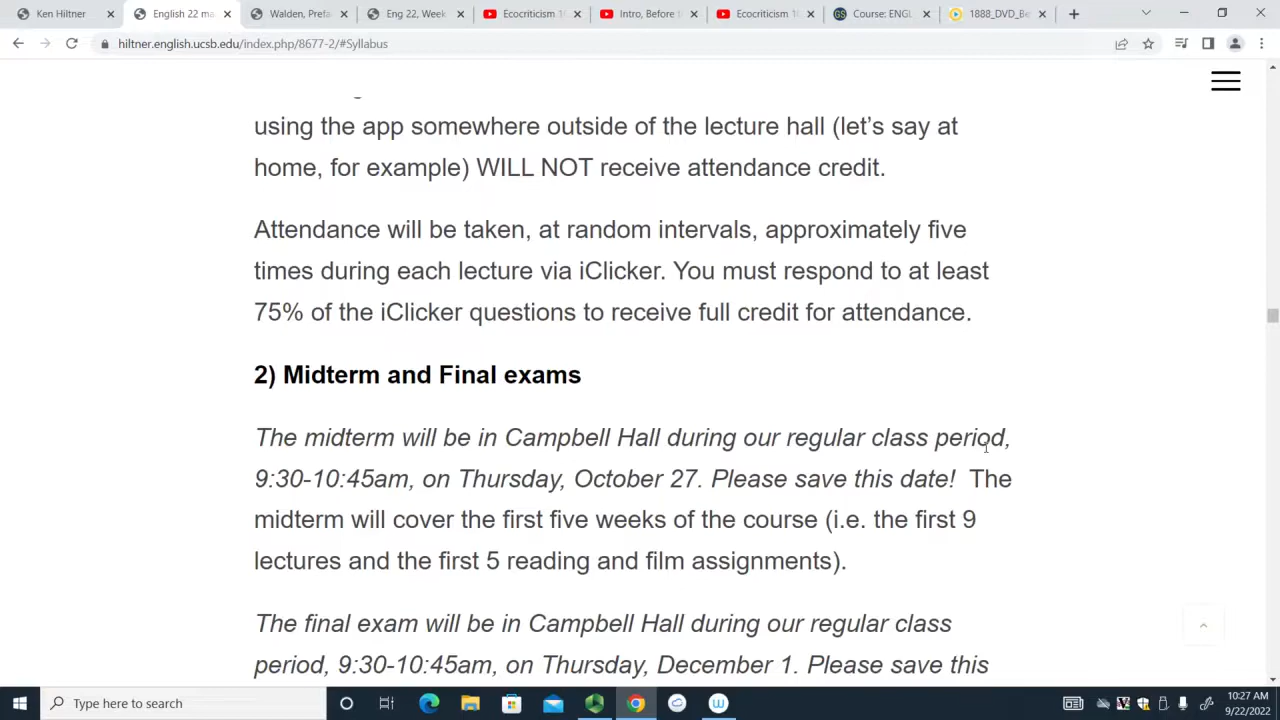 Ken Hiltner
English 22 ma
Walden, Prefa
Eng 22, Week
Ecocriticism 1
Intro, Before t
Ecocriticism 1
Course: ENGL
1888_DVD_Be
hiltner.english.ucsb.edu/index.php/8677-2/#Syllabus
using the app somewhere outside of the lecture hall (let’s say at
home, for example) WILL NOT receive attendance credit.
Attendance will be taken, at random intervals, approximately five
times during each lecture via iClicker. You must respond to at least
75% of the iClicker questions to receive full credit for attendance.
2) Midterm and Final exams
The midterm will be in Campbell Hall during our regular class period,
9:30-10:45am, on Thursday, October 27. Please save this date! The
midterm will cover the first five weeks of the course (i.e. the first 9
lectures and the first 5 reading and film assignments).
The final exam will be in Campbell Hall during our regular class
period, 9:30-10:45am, on Thursday, December 1. Please save this
Type here to search
10:27 AM
9/22/2022